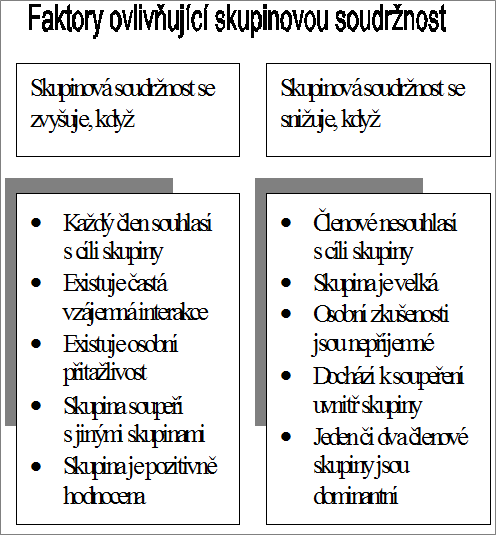 Faktory ovlivňující skupinovou soudržnost
Skupinová soudržnost se
zvyšuje, když
Skupinová soudržnost se
snižuje, když
• Každý člen souhlasí
s cíli skupiny
• Existuje častá
vzájemná interakce
• Existuje osobní
přitažlivost
• Skupina soupeří
s jinými skupinami
• Skupina je pozitivně
hodnocena
• Členové nesouhlasí
s cíli skupiny
• Skupina je velká
• Osobní zkušenosti
jsou nepříjemné
• Dochází k soupeření
uvnitř skupiny
• Jeden či dva členové
skupiny jsou
dominantní